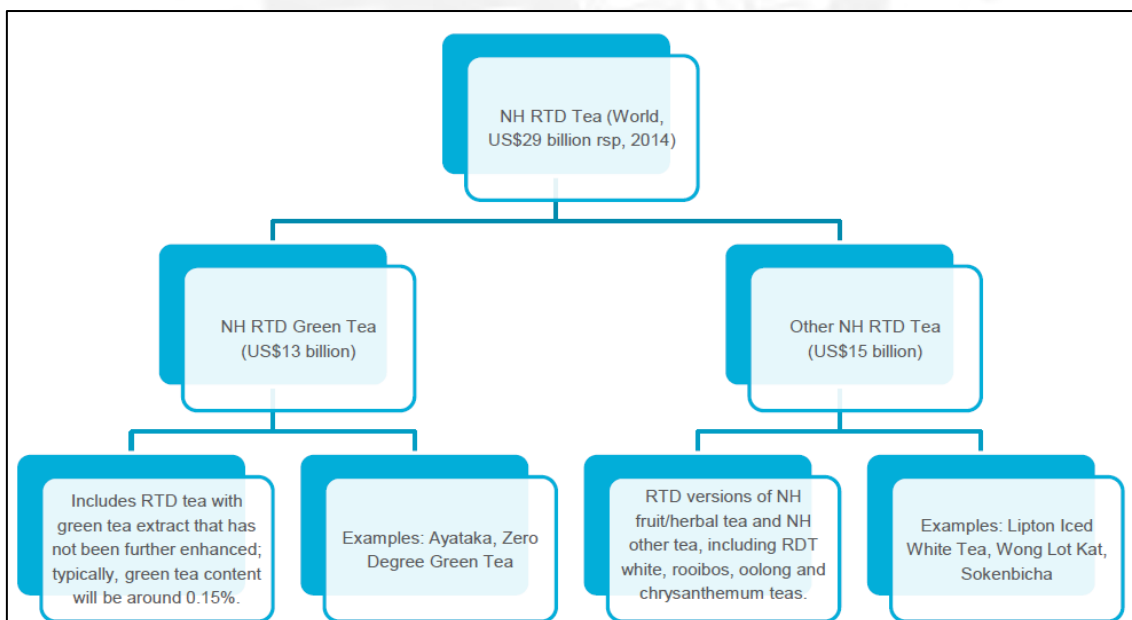 NH RTD Tea (World,
US$29 billion rsp, 2014)
NH RTD Green Tea
(US$13 billion)
Other NH RTD Tea
(US$15 billion)
Includes RTD tea with
green tea extract that has
not been further enhanced;
typically, green tea content
will be around 0.15%.
Examples: Ayataka, Zero
Degree Green Tea
RTD versions of NH
fruit/herbal tea and NH
other tea, including RDT
white, rooibos, oolong and
chrysanthemum teas.
Examples: Lipton Iced
White Tea, Wong Lot Kat,
Sokenbicha